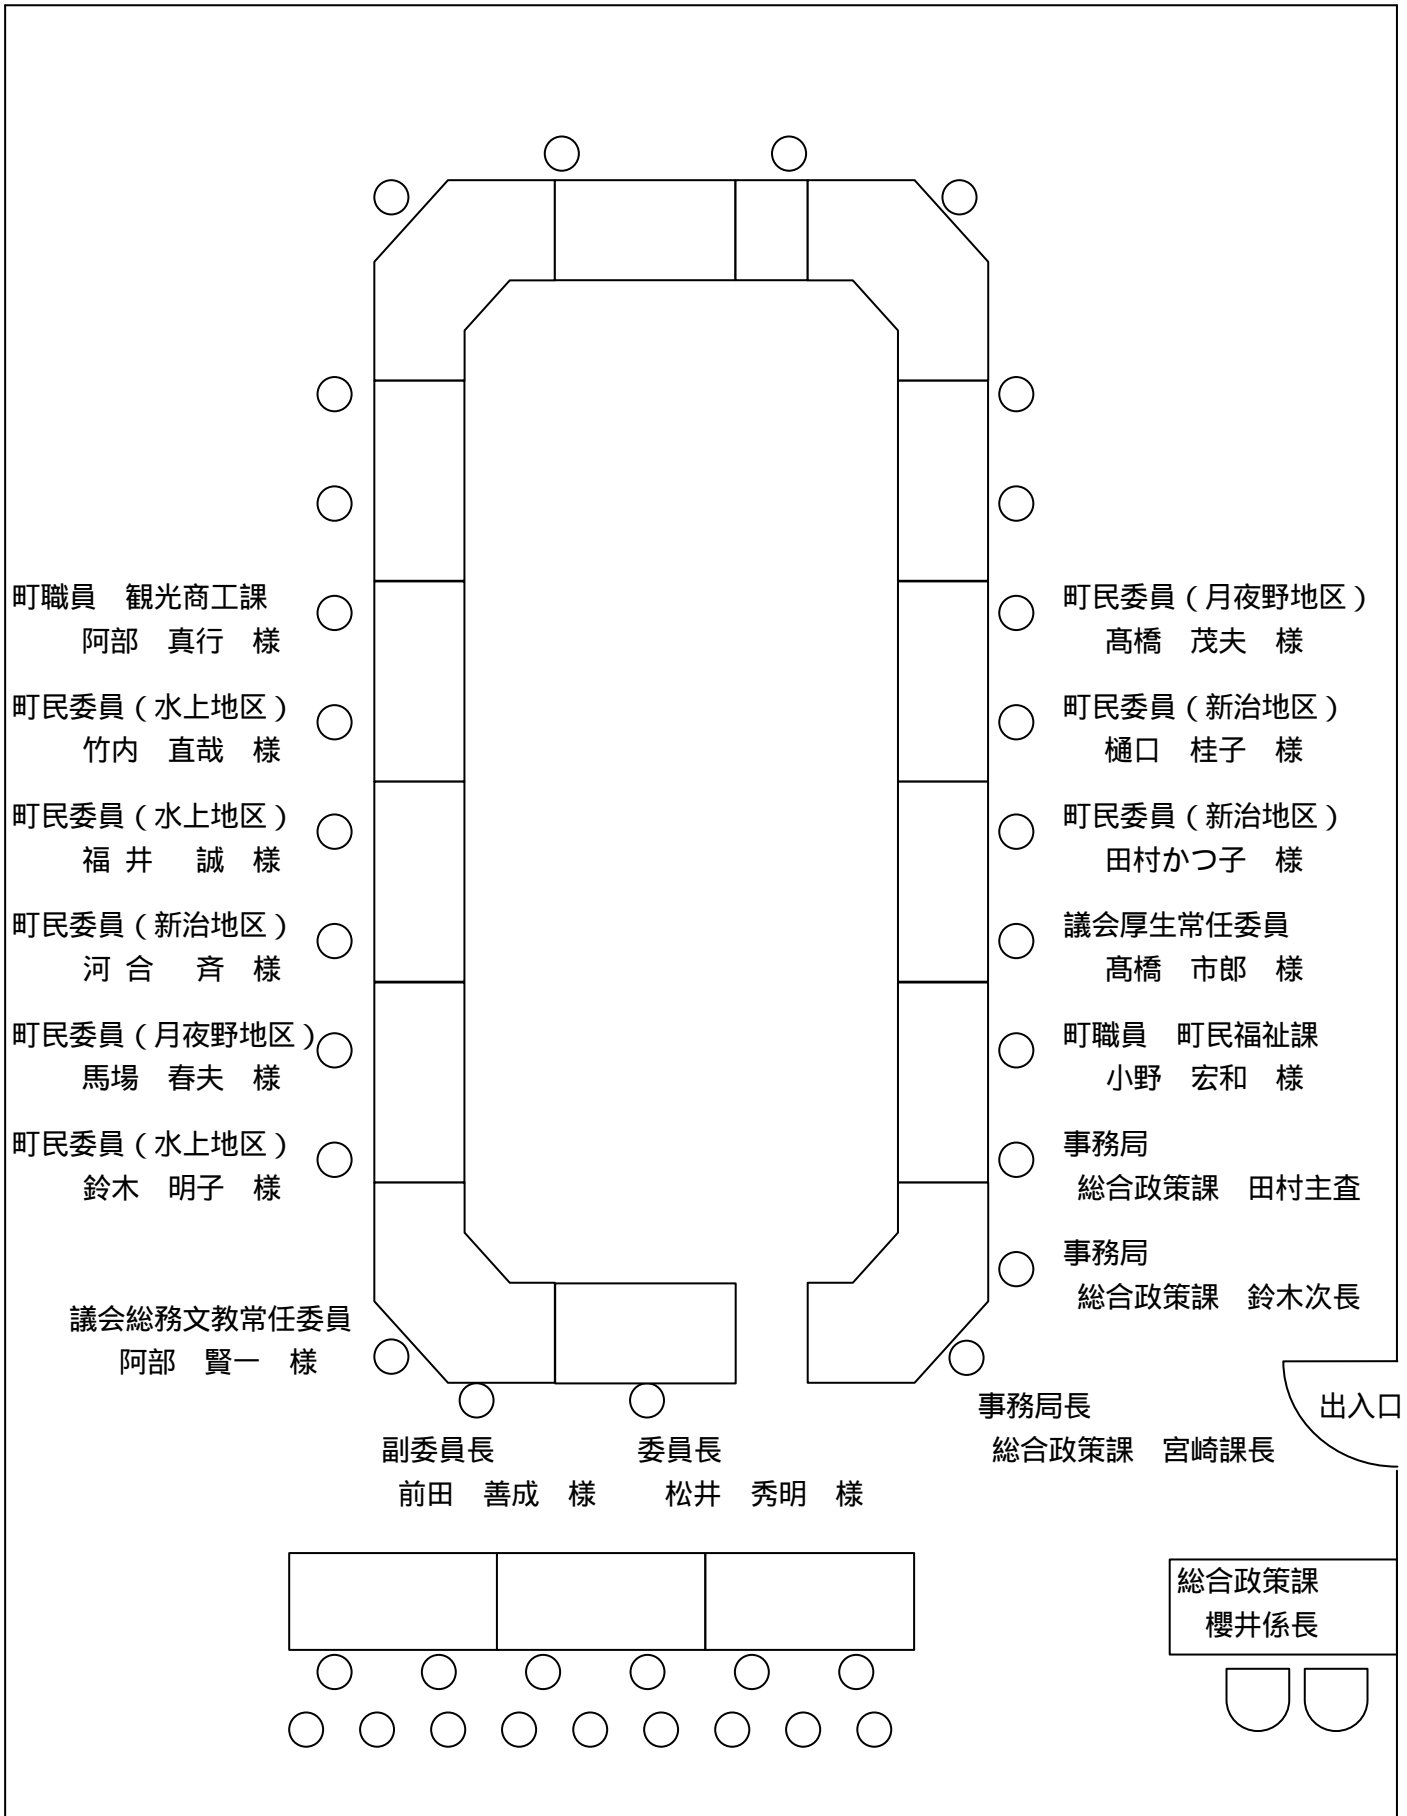 町職員　観光商工課
阿部　真行　様
町民委員（水上地区）
竹内　直哉　様
町民委員（水上地区）
福 井　誠　様
町民委員（新治地区）
河 合　斉　様
町民委員（月夜野地区）
馬場　春夫　様
町民委員（水上地区）
鈴木　明子　様
議会総務文教常任委員
阿部　賢一　様
副委員長
前田　善成　様
委員長
松井　秀明　様
町民委員（月夜野地区）
髙橋　茂夫　様
町民委員（新治地区）
樋口　桂子　様
町民委員（新治地区）
田村かつ子　様
議会厚生常任委員
髙橋　市郎　様
町職員　町民福祉課
小野　宏和　様
事務局
総合政策課　田村主査
事務局
総合政策課　鈴木次長
事務局長
総合政策課　宮崎課長
出入口
総合政策課
櫻井係長